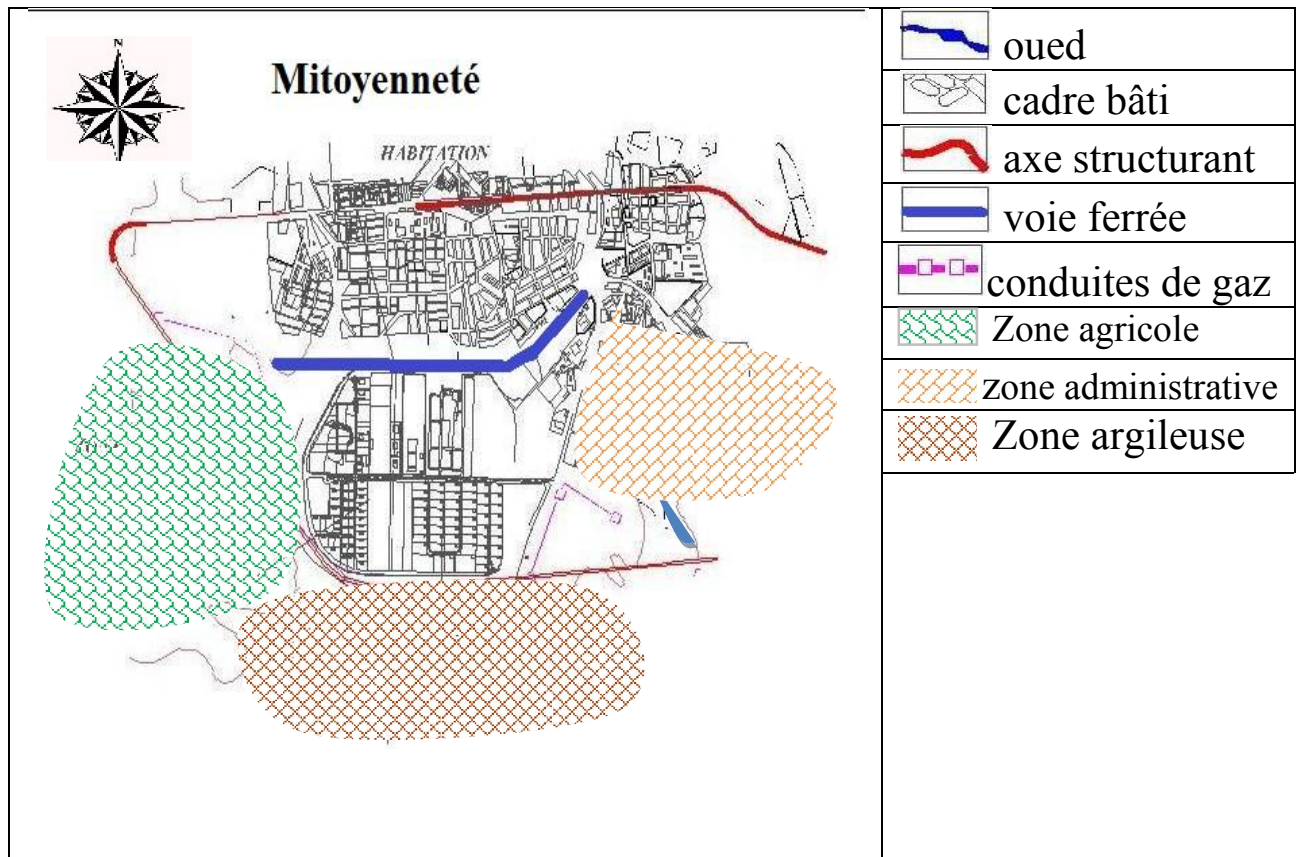 N
Mitoyenneté
HABITATION
oued
cadre bâti
axe structurant
voie ferrée
conduites de gaz
Zone agricole
zone administrative
Zone argileuse